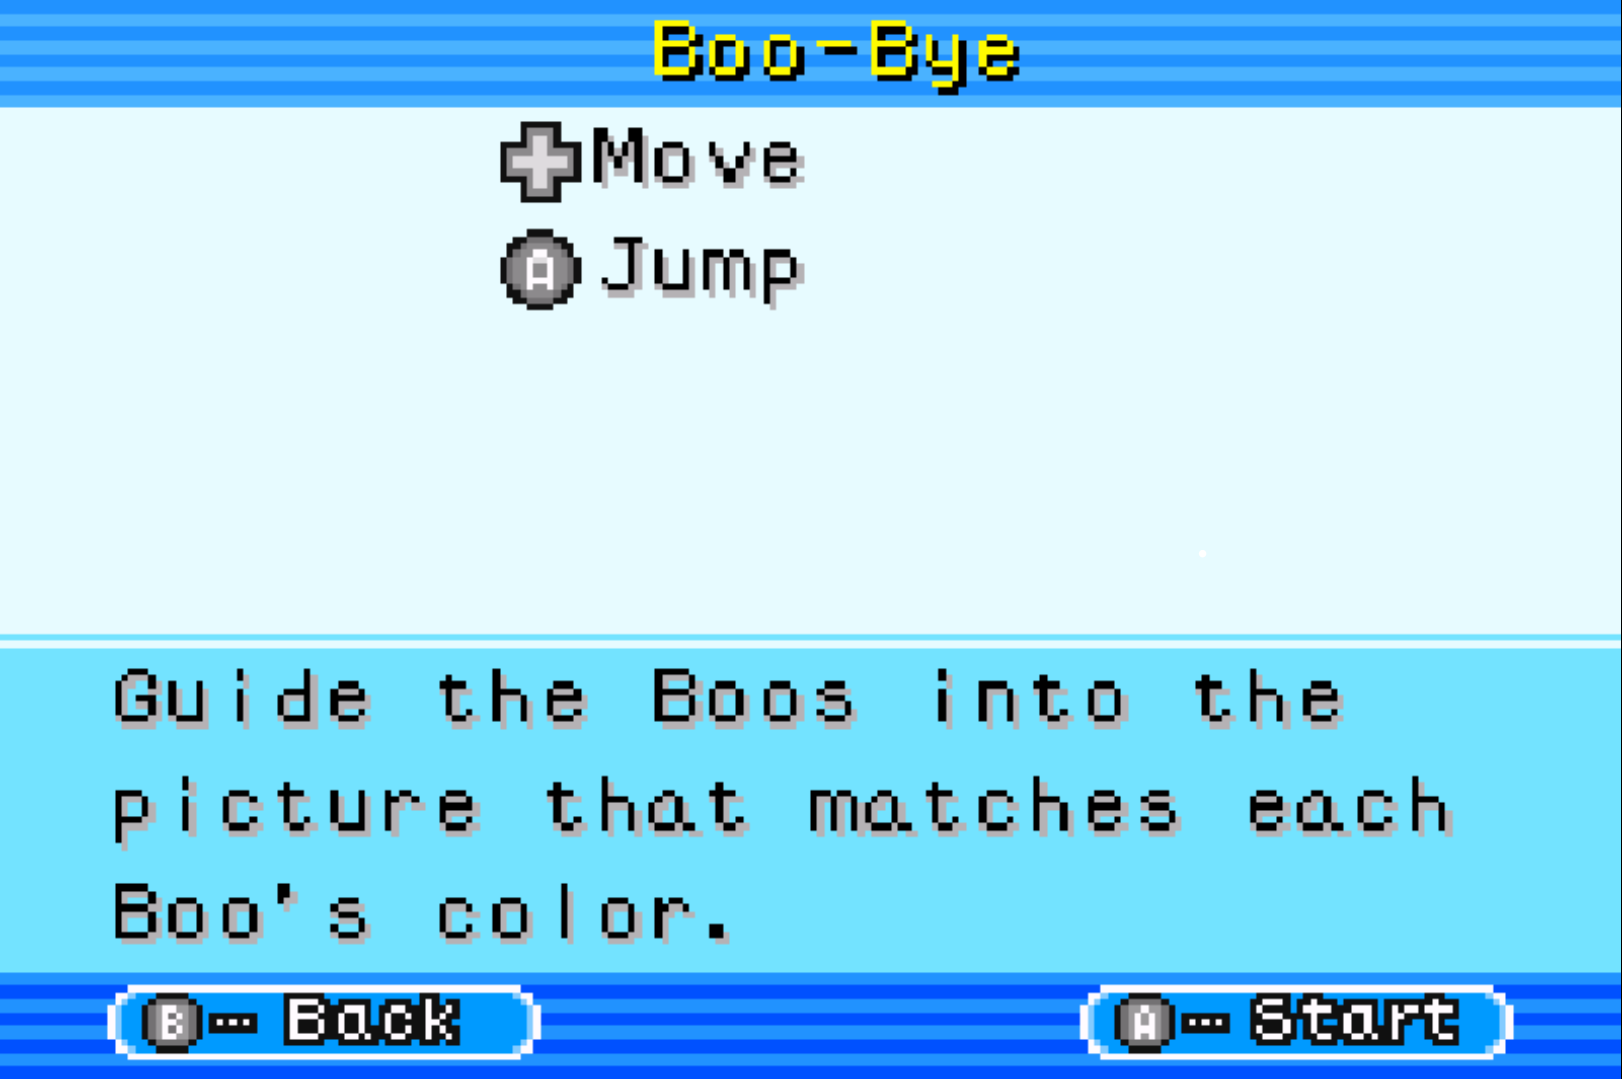 Boo-Bye
Move
A Jump
Guide the Boos into the
picture that matches each
Boo's color.
B… Back
A… Start